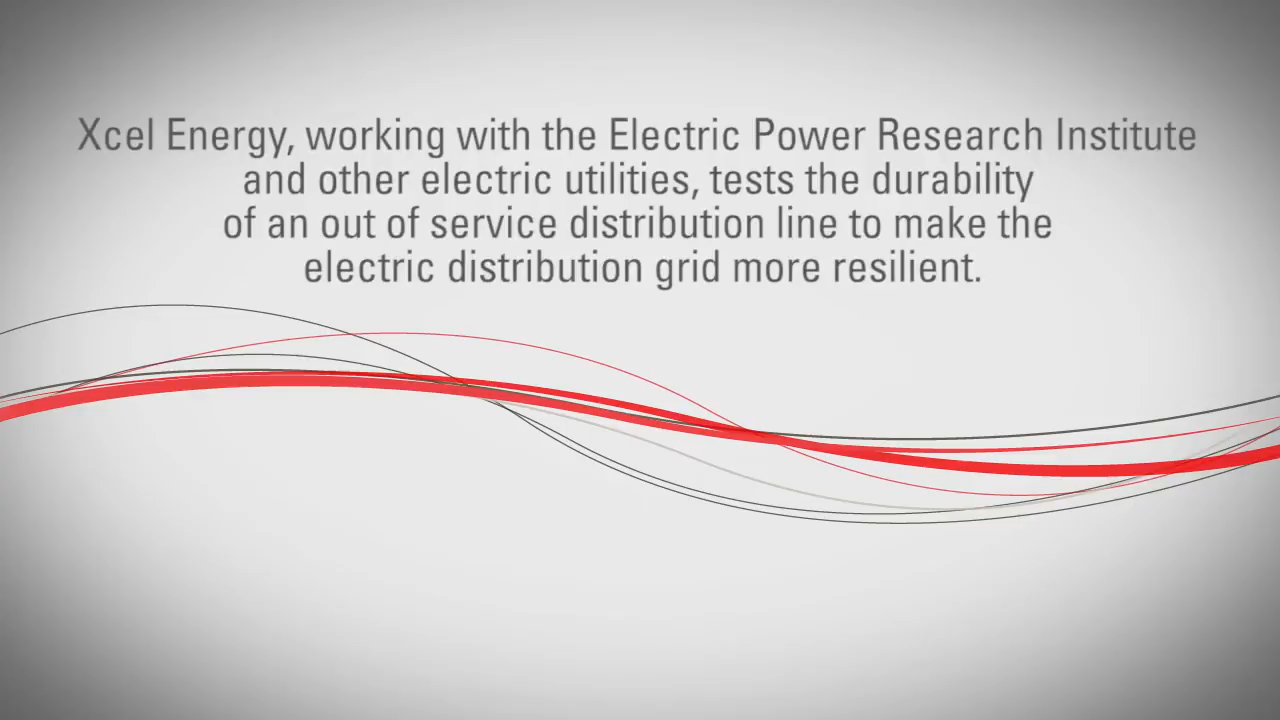 Xcel Energy, working with the Electric Power Research Institute
and other electric utilities, tests the durability
of an out of service distribution line to make the
electric distribution grid more resilient.